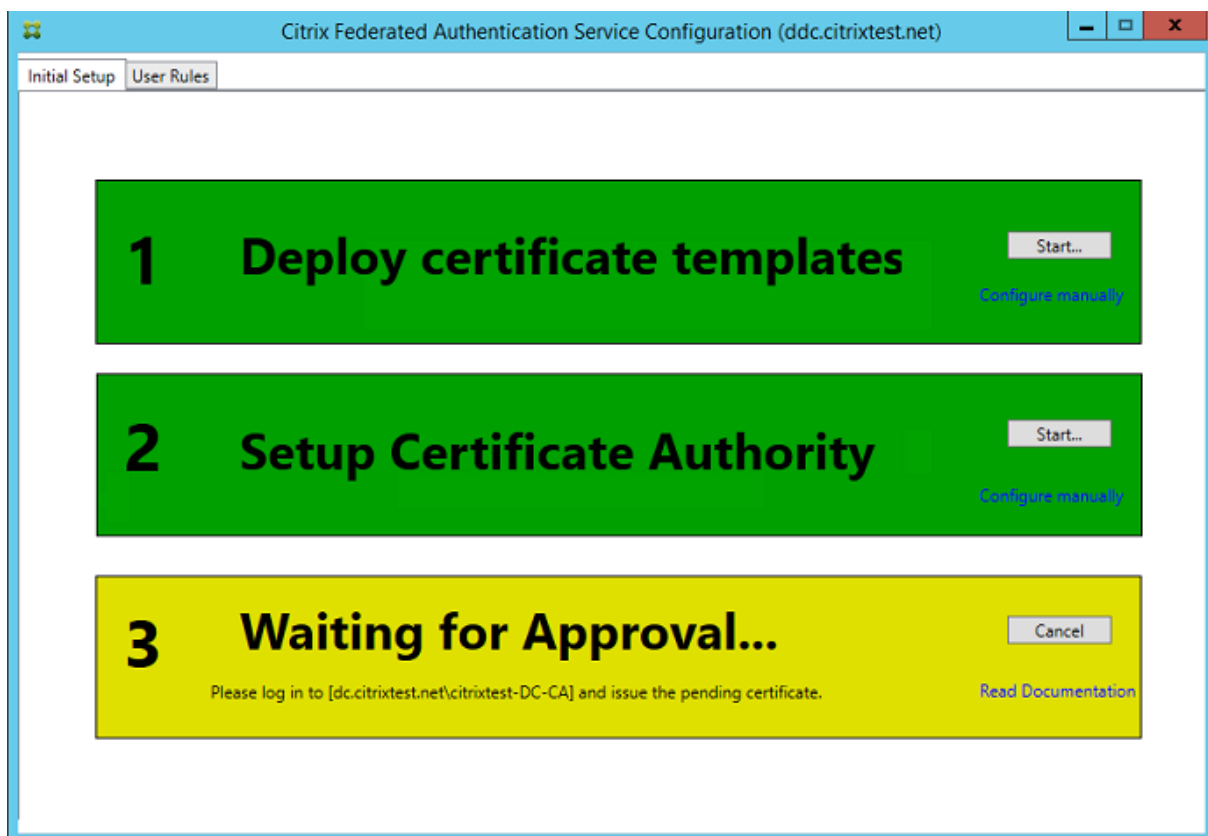 Citrix Federated Authentication Service Configuration (ddc.citrixtest.net)
Initial Setup
User Rules
1
Deploy certificate templates
Start...
Configure manually
2
Setup Certificate Authority
Start...
Configure manually
3
Waiting for Approval...
Cancel
Please log in to [dc.citrixtest.net\citrixtest-DC-CA] and issue the pending certificate.
Read Documentation